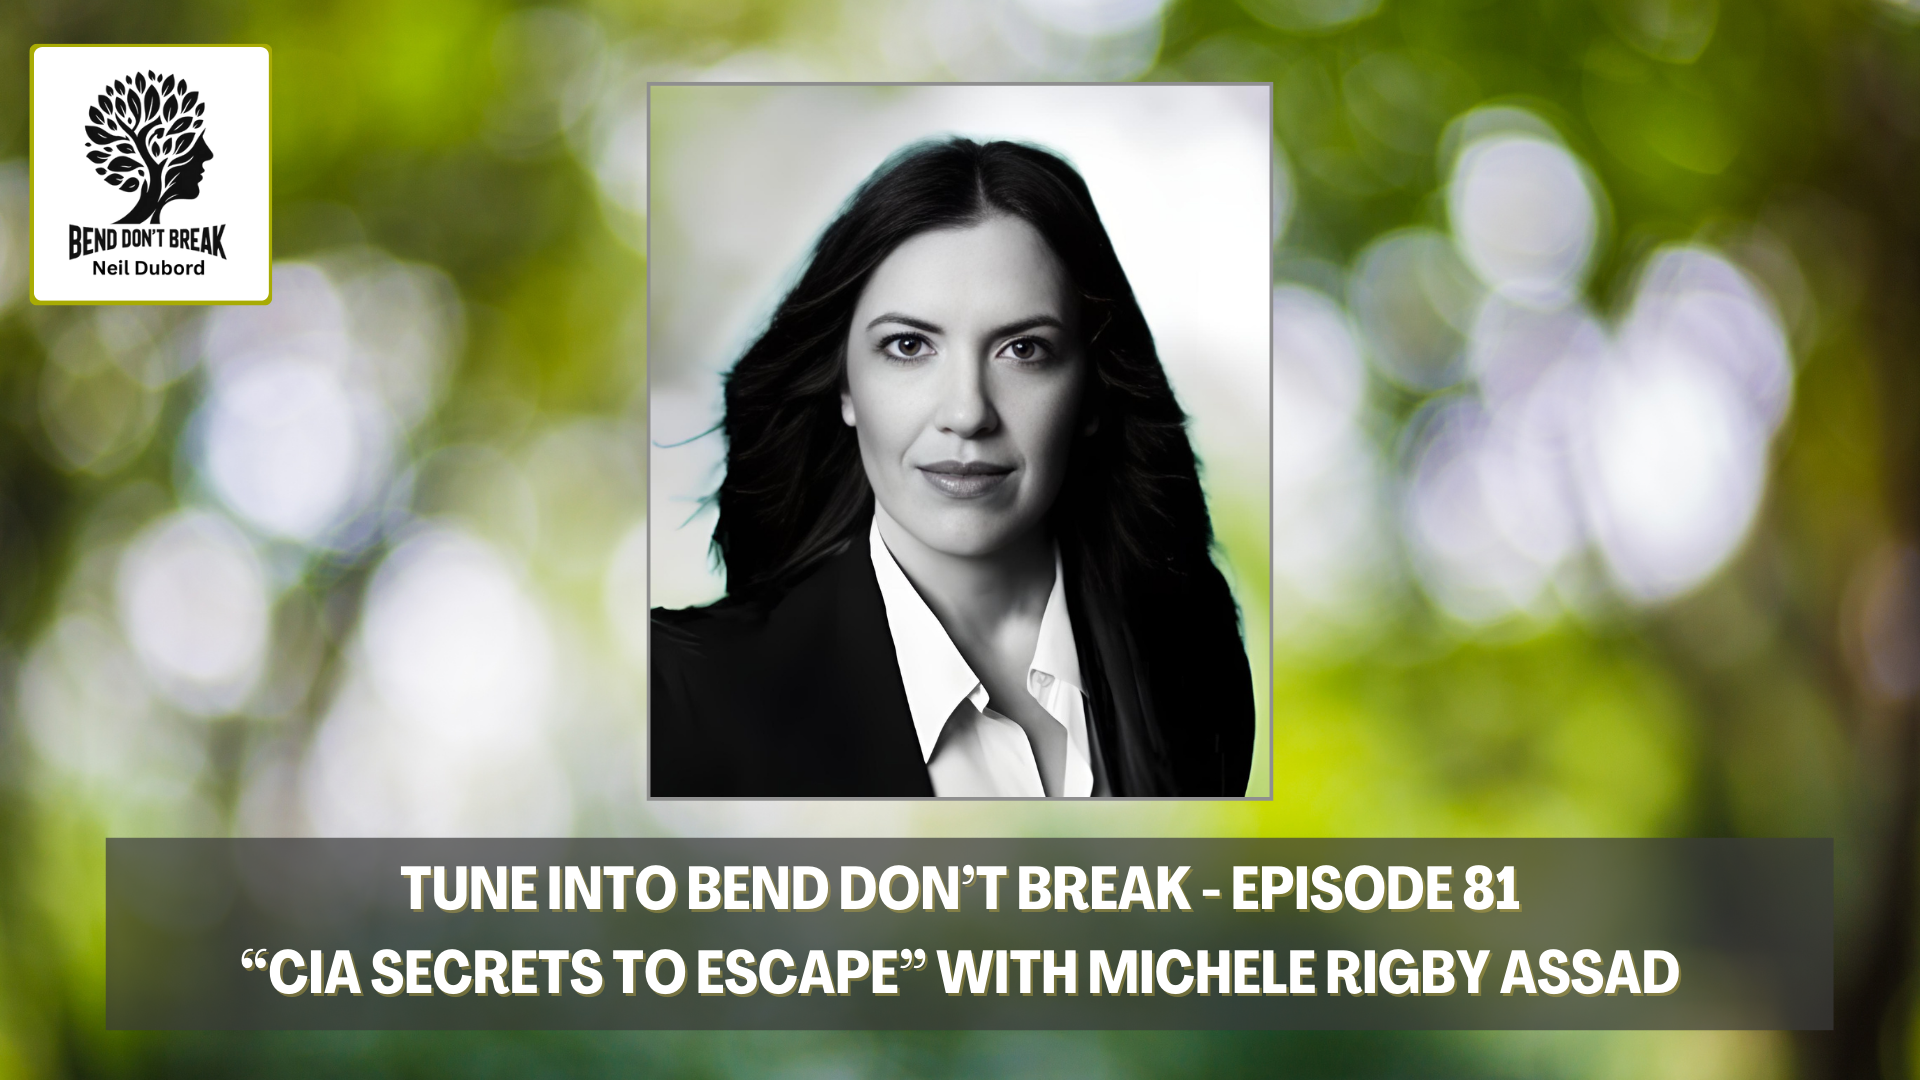 BEND DON'T BREAK
Neil Dubord
TUNE INTO BEND DON’T BREAK - EPISODE 81
“CIA SECRETS TO ESCAPE” WITH MICHELE RIGBY ASSAD